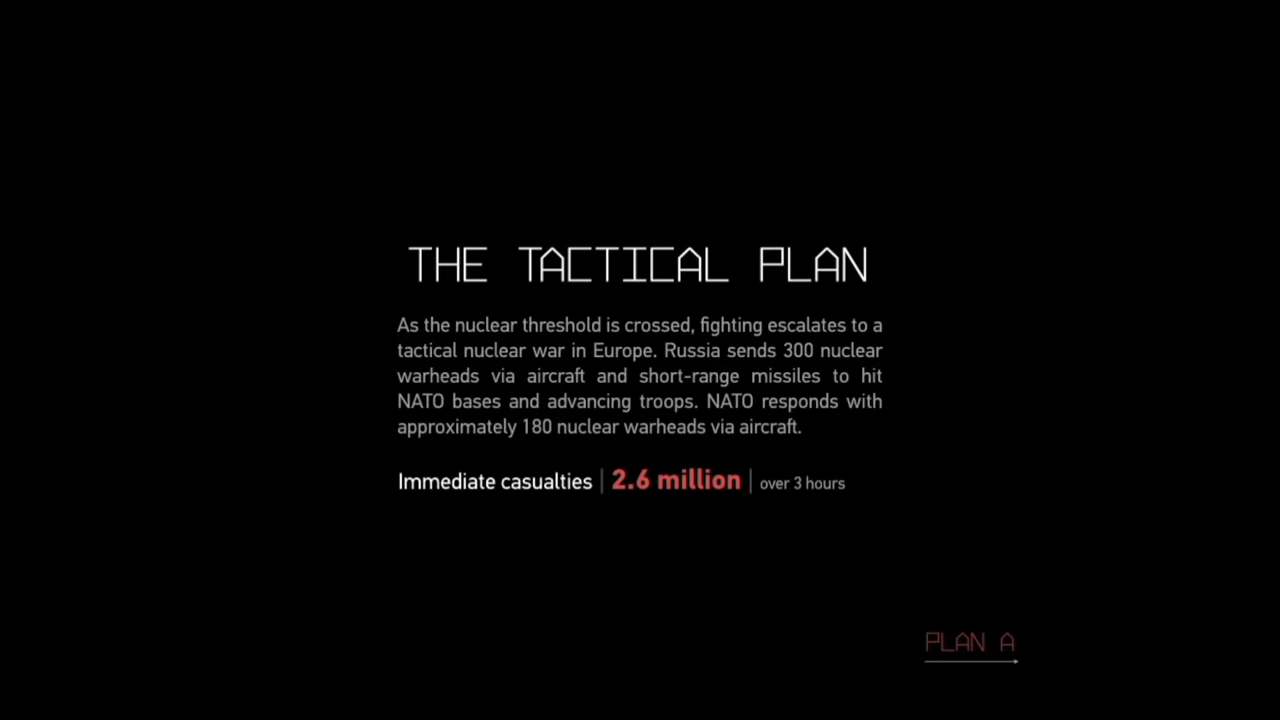 THE TACTICAL PLAN
As the nuclear threshold is crossed, fighting escalates to a
tactical nuclear war in Europe. Russia sends 300 nuclear
warheads via aircraft and short-range missiles to hit
NATO bases and advancing troops. NATO responds with
approximately 180 nuclear warheads via aircraft.
Immediate casualties | 2.6 million | over 3 hours
PLAN A